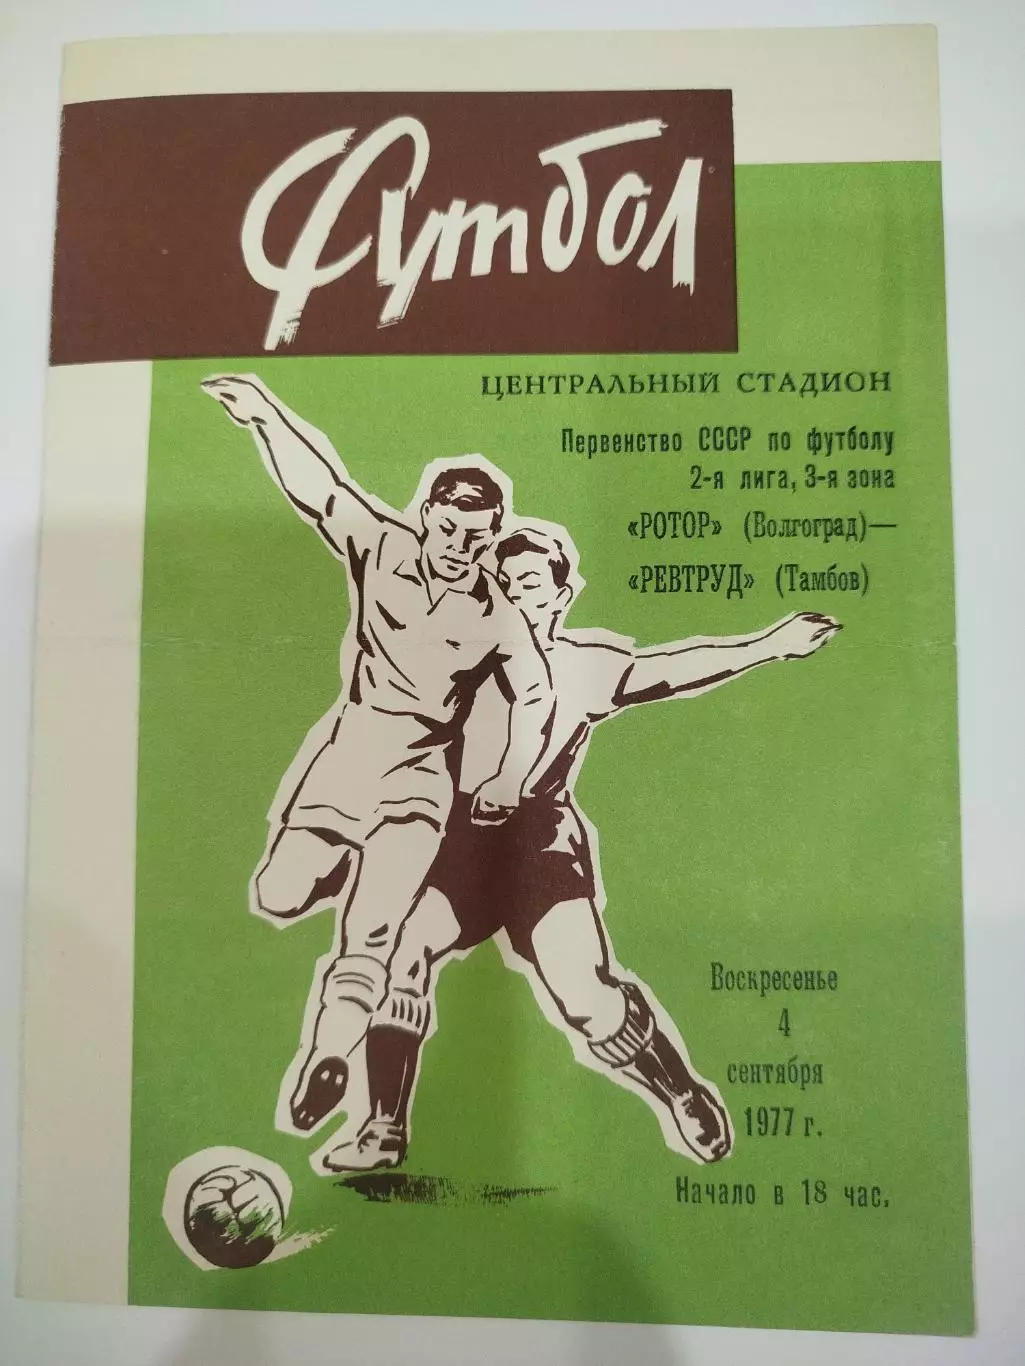 Футбол
ЦЕНТРАЛЬНЫЙ СТАДИОН
Первенство СССР по футболу
2-я лига, 3-я зона
«РОТОР» (Волгоград)—
«РЕВТРУД» (Тамбов)
Воскресенье
4
сентября
1977 г.
Начало в 18 час.